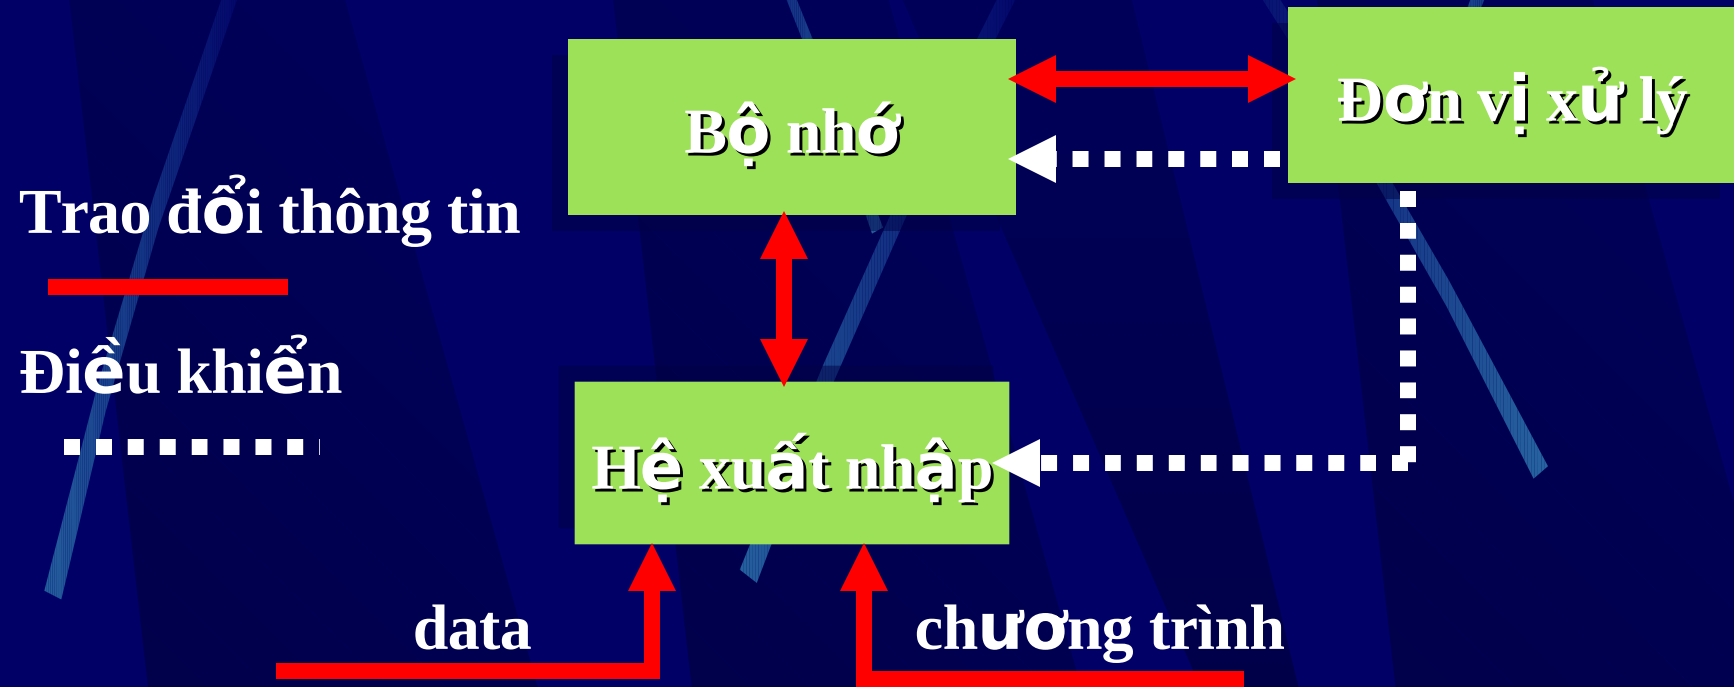 Đơn vị xử lý
Bộ nhớ
Trao đổi thông tin
Điều khiển
Hệ xuất nhập
data
chương trình